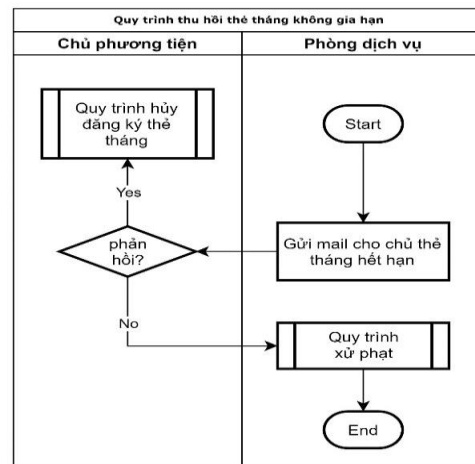 Quy trình thu hồi thẻ tháng không gia hạn
Chủ phương tiện
Phòng dịch vụ
Quy trình hủy
đăng ký thẻ
tháng
Start
Yes
phản
hồi?
Gửi mail cho chủ thẻ
tháng hết hạn
No
Quy trình
xử phạt
End